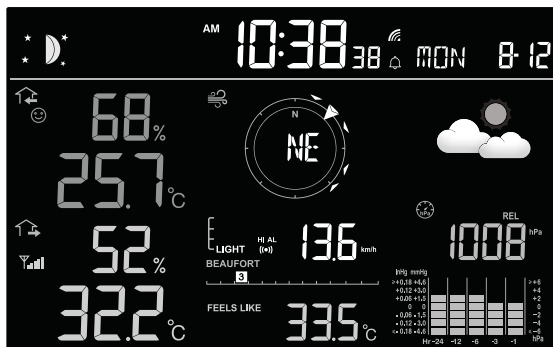 AM 10:38 38 MON 8-12
68%
25.7°C
52%
32.2°C
N
NE
LIGHT HI AL 13.6 km/h
BEAUFORT
3
FEELS LIKE 33.5°C
hPa
REL
1008 hPa
inHg mmHg
≥+0.18 +4.6 ≥+6
+0.12 +3.0 +4
+0.06 +1.5 +2
0 0 0
-0.06 -1.5 -2
-0.12 -3.0 -4
≤-0.18 -4.6 ≤-6
Hr -24 -12 -6 -3 -1 hPa